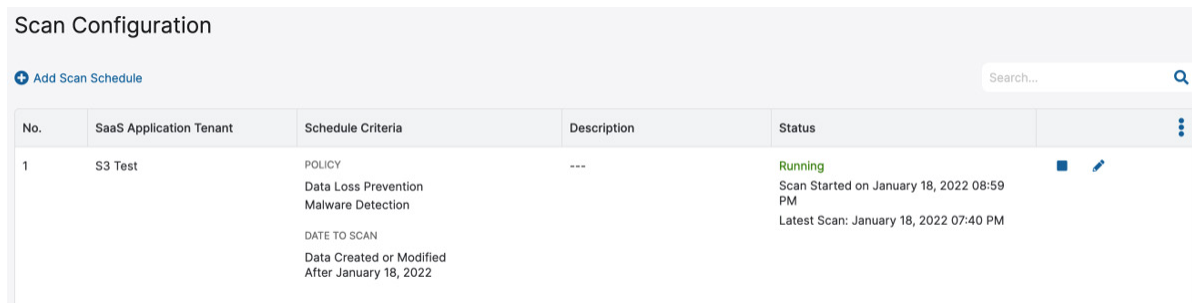 Scan Configuration
Add Scan Schedule
Search...
No.
SaaS Application Tenant
Schedule Criteria
Description
Status
1
S3 Test
POLICY
Data Loss Prevention
Malware Detection
DATE TO SCAN
Data Created or Modified
After January 18, 2022
---
Running
Scan Started on January 18, 2022 08:59
PM
Latest Scan: January 18, 2022 07:40 PM